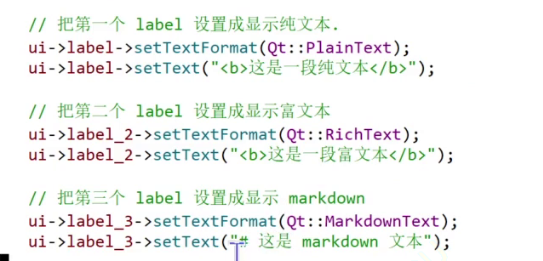 // 把第一个 label 设置成显示纯文本.
ui->label->setTextFormat(Qt::PlainText);
ui->label->setText("<b>这是一段纯文本</b>");
// 把第二个 label 设置成显示富文本
ui->label_2->setTextFormat(Qt::RichText);
ui->label_2->setText("<b>这是一段富文本</b>");
// 把第三个 label 设置成显示 markdown
ui->label_3->setTextFormat(Qt::MarkdownText);
ui->label_3->setText("# 这是 markdown 文本");